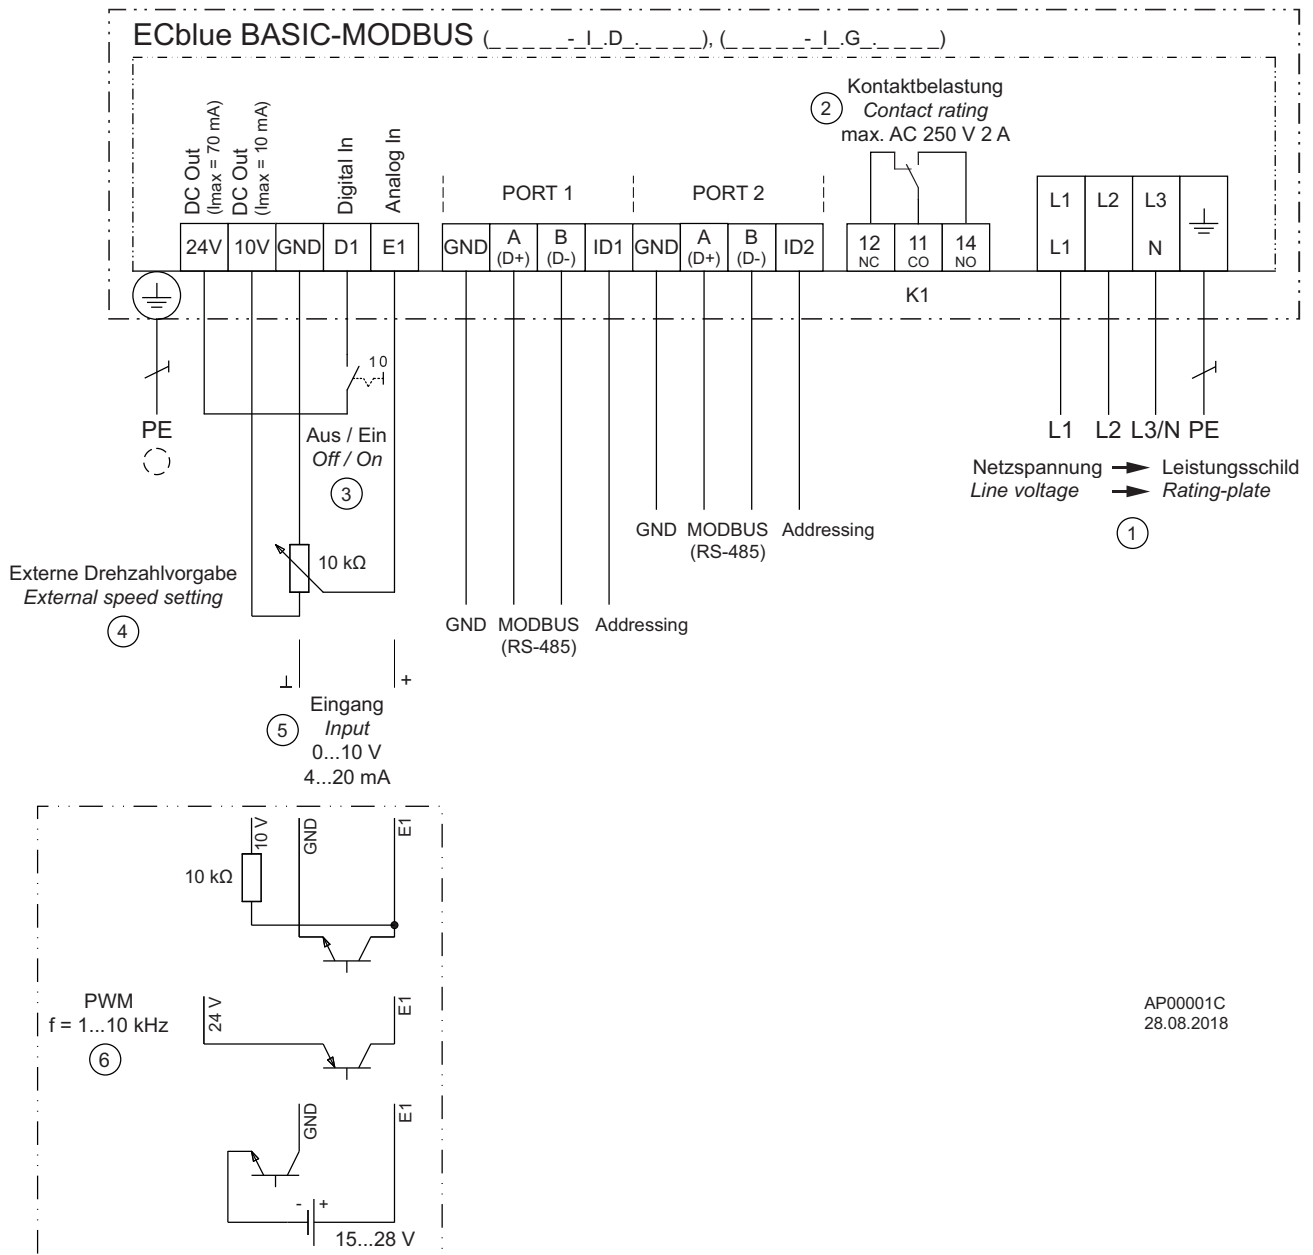 ECblue BASIC-MODBUS (_ _ _ _ _-_I_.D_._ _ _ _), (_ _ _ _ _-_I_.G_._ _ _ _)
2
Kontaktbelastung
Contact rating
max. AC 250 V 2 A
DC Out
(Imax = 70 mA)
DC Out
(Imax = 10 mA)
Digital In
Analog In
PORT 1
PORT 2
24V 10V GND D1 E1
GND A (D+) B (D-) ID1 GND A (D+) B (D-) ID2
12 NC 11 CO 14 NO
K1
L1 L2 L3
L1 N
PE
1 0
Aus / Ein
Off / On
3
L1 L2 L3/N PE
Netzspannung Leistungsschild
Line voltage Rating-plate
1
GND MODBUS (RS-485) Addressing
10 kΩ
Externe Drehzahlvorgabe
External speed setting
4
GND MODBUS (RS-485) Addressing
⊥ +
5
Eingang
Input
0...10 V
4...20 mA
10 V GND E1
10 kΩ
PWM
f = 1...10 kHz
6
24 V E1
GND E1
- +
15...28 V
AP00001C
28.08.2018